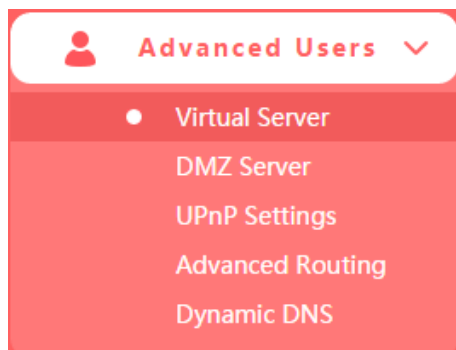 Advanced Users
Virtual Server
DMZ Server
UPnP Settings
Advanced Routing
Dynamic DNS